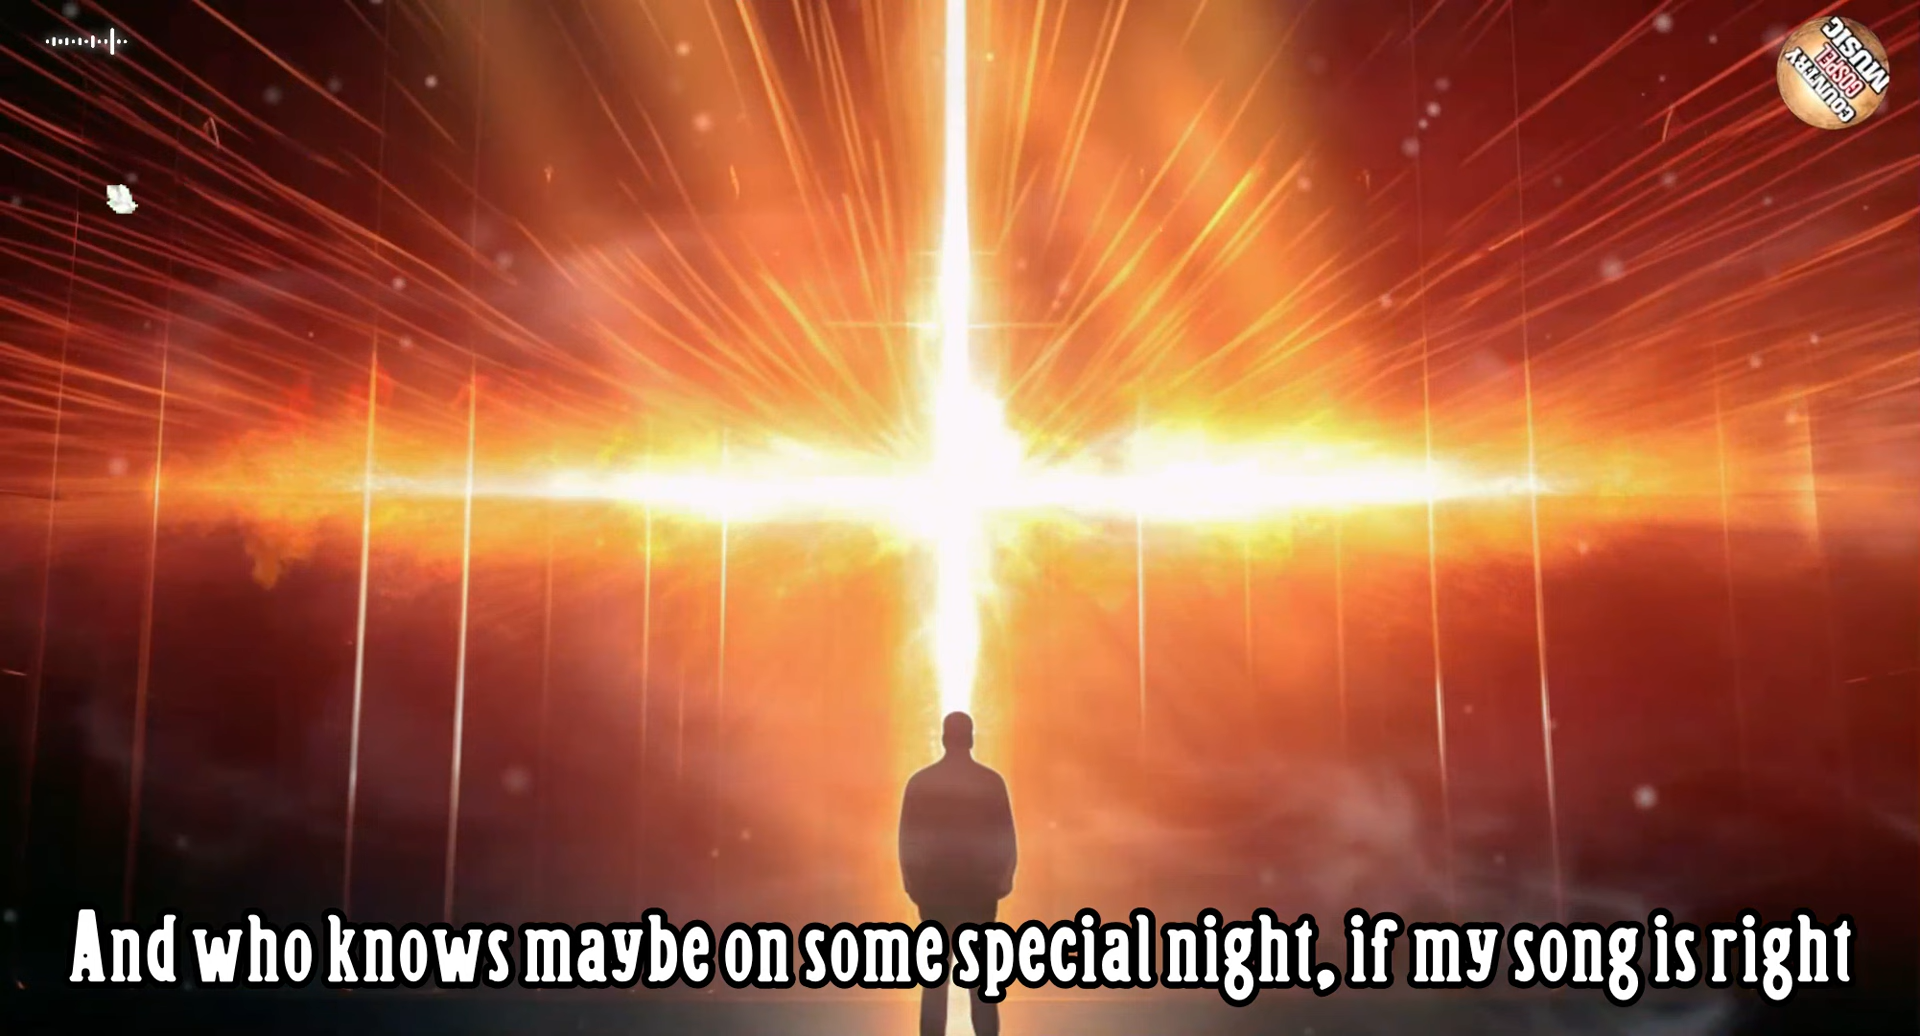 COUNTRY
GOSPEL
MUSIC
And who knows maybe on some special night, if my song is right